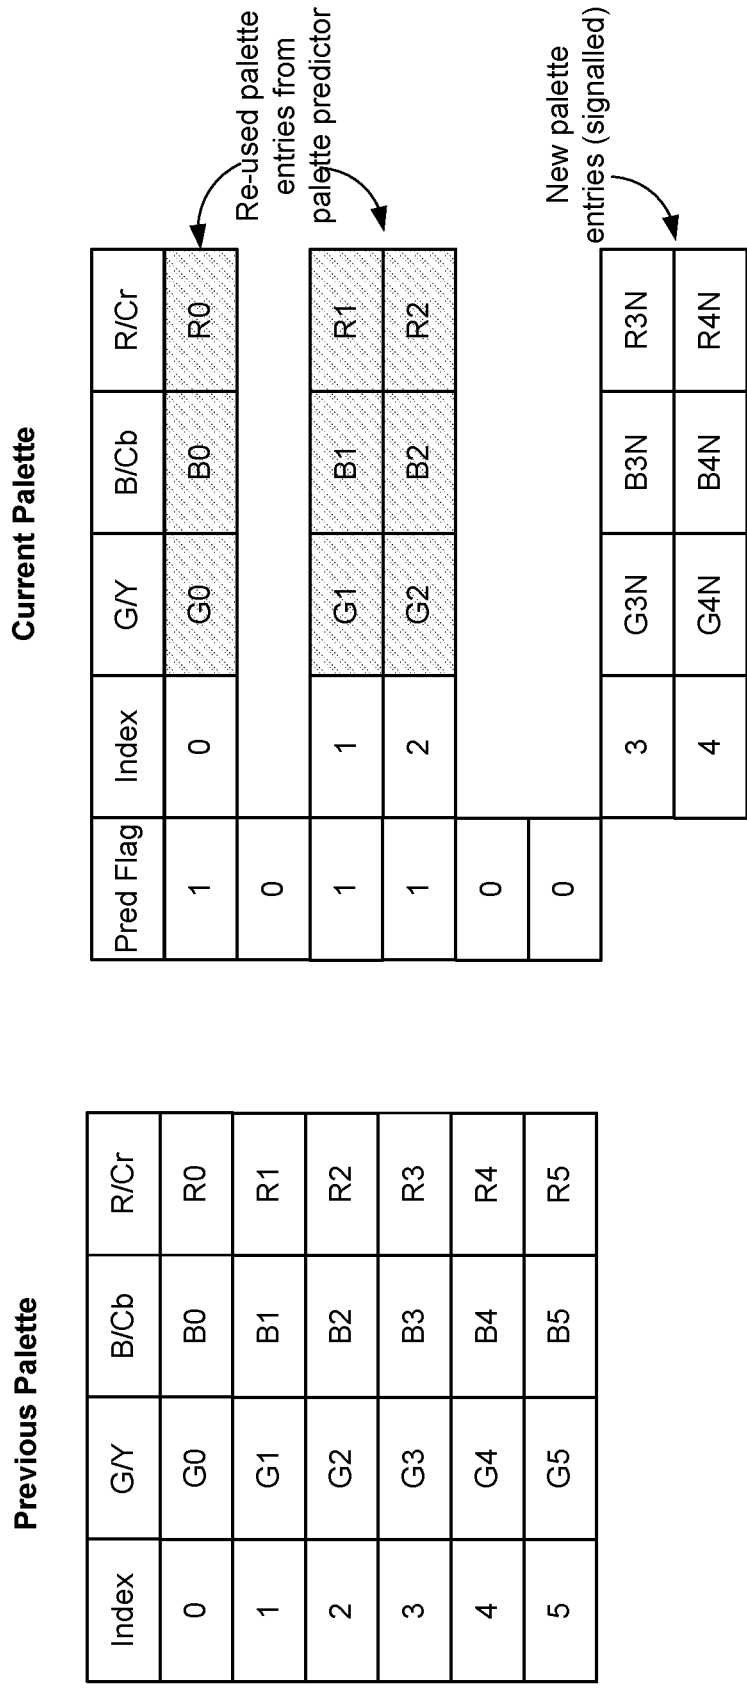 Previous Palette
Index G/Y B/Cb R/Cr
0 G0 B0 R0
1 G1 B1 R1
2 G2 B2 R2
3 G3 B3 R3
4 G4 B4 R4
5 G5 B5 R5
Current Palette
Pred Flag Index G/Y B/Cb R/Cr
1 0 G0 B0 R0
0
1 1 G1 B1 R1
1 2 G2 B2 R2
0
0
3 G3N B3N R3N
4 G4N B4N R4N
Re-used palette
entries from
palette predictor
New palette
entries (signalled)